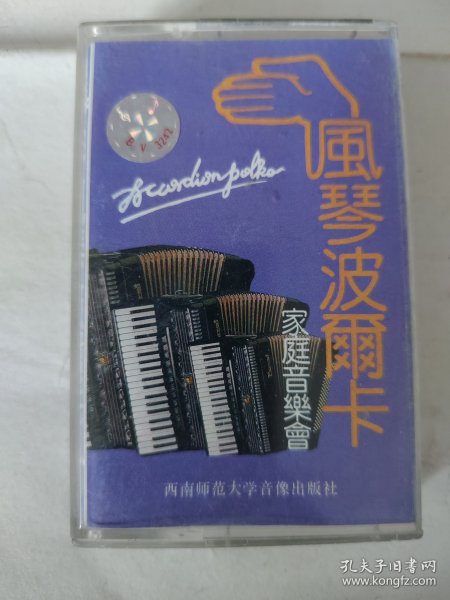 Accordion polka
風琴波爾卡
家庭音樂會
西南师范大学音像出版社
孔夫子旧书网
www.kongfz.com